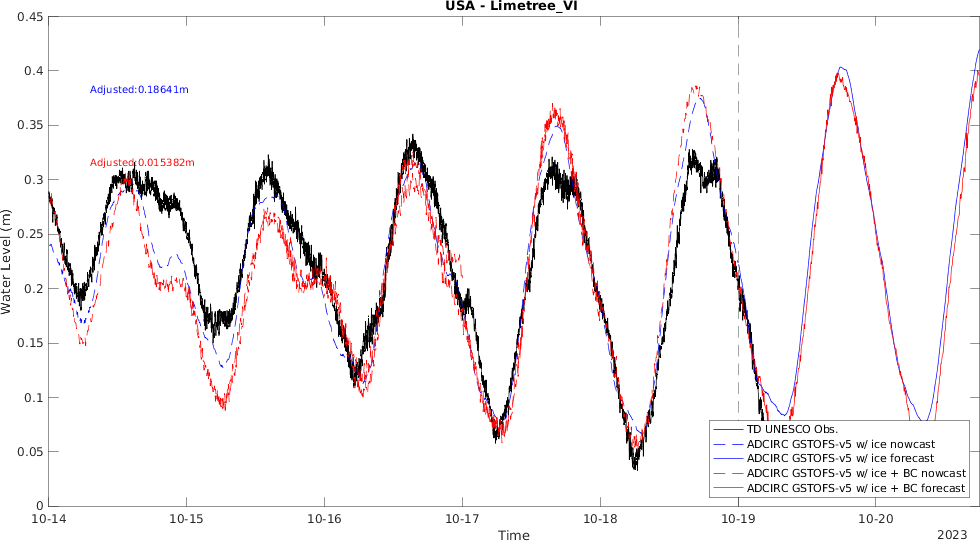 USA - Limetree_VI
0.45
0.4
0.35
0.3
0.25
0.2
0.15
0.1
0.05
0
Water Level (m)
Adjusted:0.18641m
Adjusted:0.015382m
TD UNESCO Obs.
ADCIRC GSTOFS-v5 w/ ice nowcast
ADCIRC GSTOFS-v5 w/ ice forecast
ADCIRC GSTOFS-v5 w/ ice + BC nowcast
ADCIRC GSTOFS-v5 w/ ice + BC forecast
10-14 10-15 10-16 10-17 10-18 10-19 10-20
Time
2023